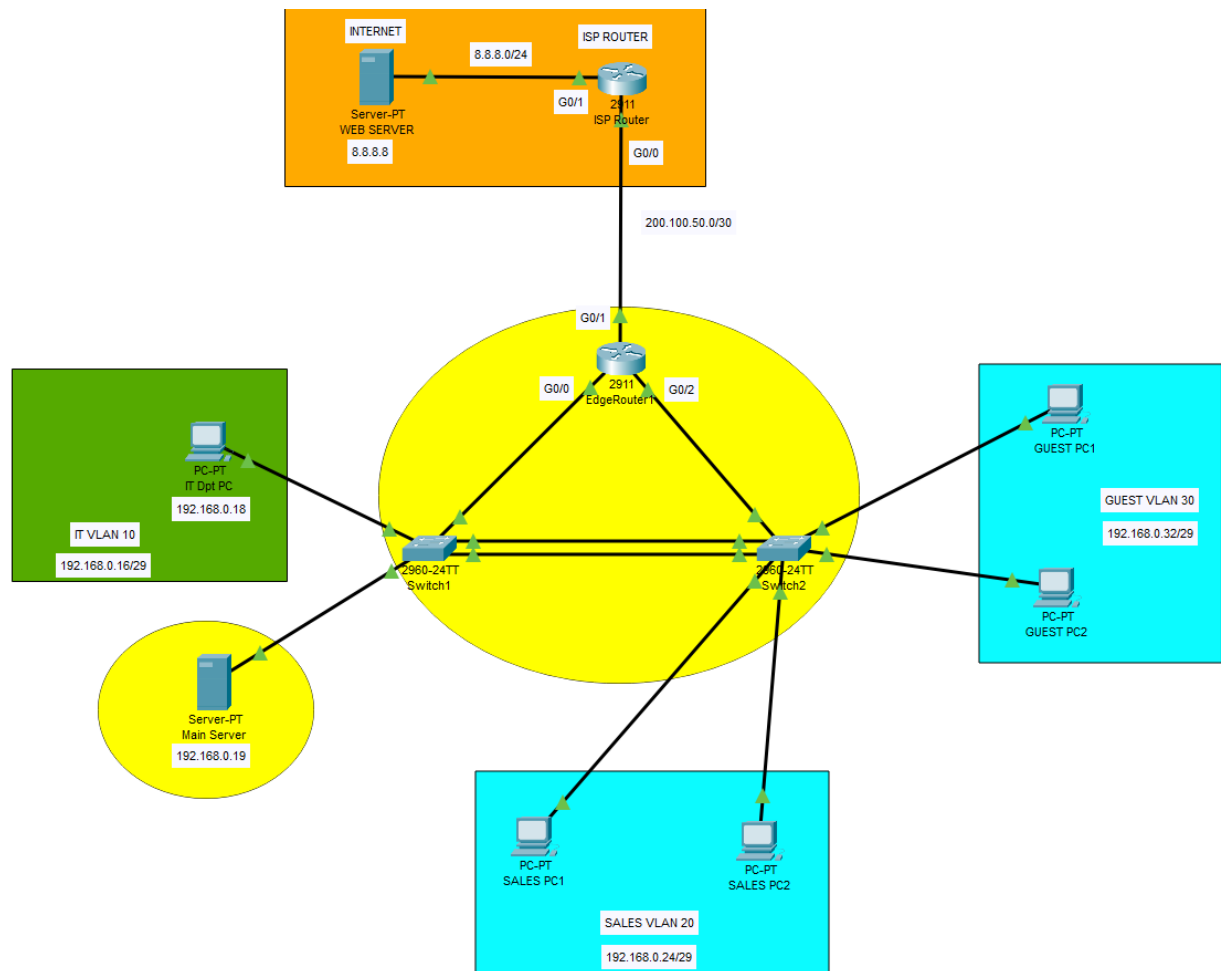 INTERNET
ISP ROUTER
8.8.8.0/24
G0/1
Server-PT
WEB SERVER
8.8.8.8
2911
ISP Router
G0/0
200.100.50.0/30
G0/1
2911
EdgeRouter1
G0/0
G0/2
PC-PT
IT Dpt PC
192.168.0.18
IT VLAN 10
192.168.0.16/29
PC-PT
GUEST PC1
GUEST VLAN 30
192.168.0.32/29
PC-PT
GUEST PC2
2960-24TT
Switch1
2960-24TT
Switch2
Server-PT
Main Server
192.168.0.19
PC-PT
SALES PC1
PC-PT
SALES PC2
SALES VLAN 20
192.168.0.24/29